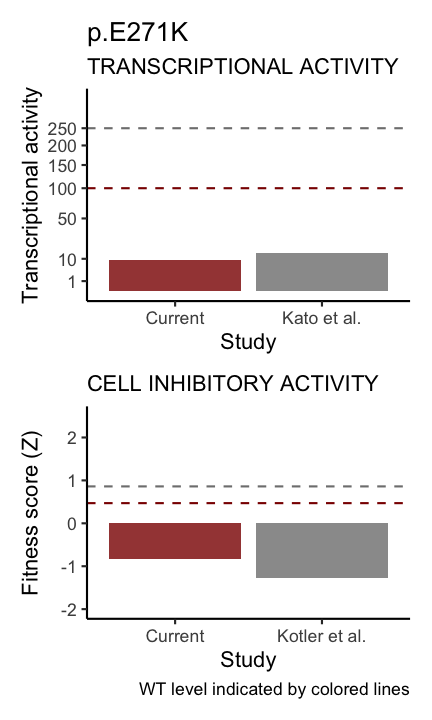 p.E271K
TRANSCRIPTIONAL ACTIVITY
Transcriptional activity
250
200
150
100
50
10
1
Current
Kato et al.
Study
CELL INHIBITORY ACTIVITY
Fitness score (Z)
2
1
0
-1
-2
Current
Kotler et al.
Study
WT level indicated by colored lines